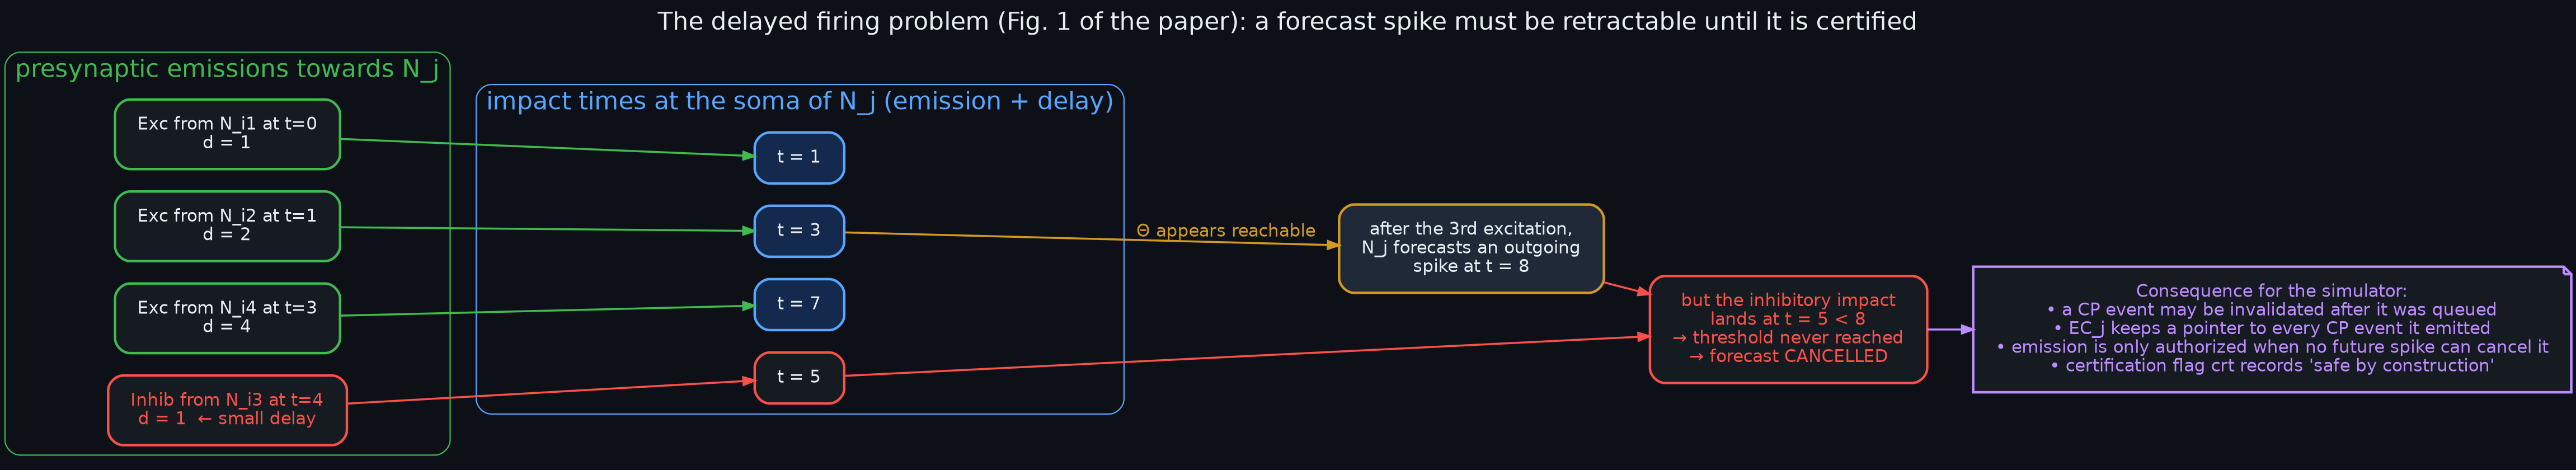 The delayed firing problem (Fig. 1 of the paper): a forecast spike must be retractable until it is certified
presynaptic emissions towards N_j
Exc from N_i1 at t=0
d = 1
Exc from N_i2 at t=1
d = 2
Exc from N_i4 at t=3
d = 4
Inhib from N_i3 at t=4
d = 1 ← small delay
impact times at the soma of N_j (emission + delay)
t = 1
t = 3
t = 7
t = 5
Θ appears reachable
after the 3rd excitation,
N_j forecasts an outgoing
spike at t = 8
but the inhibitory impact
lands at t = 5 < 8
→ threshold never reached
→ forecast CANCELLED
Consequence for the simulator:
• a CP event may be invalidated after it was queued
• EC_j keeps a pointer to every CP event it emitted
• emission is only authorized when no future spike can cancel it
• certification flag crt records 'safe by construction'